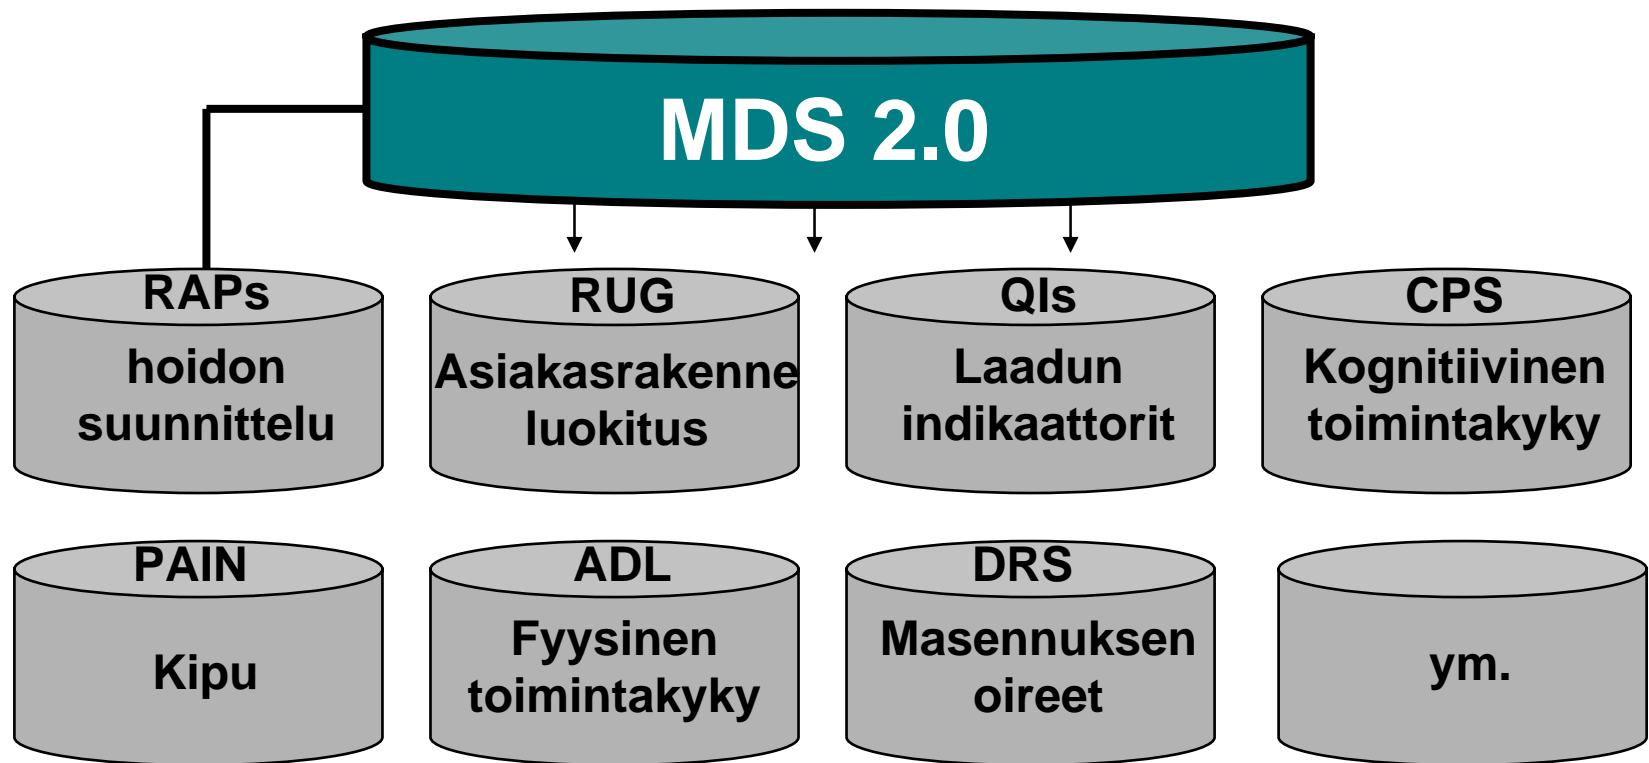 MDS 2.0
RAPs
hoidon
suunnittelu
RUG
Asiakasrakenne
luokitus
QIs
Laadun
indikaattorit
CPS
Kognitiivinen
toimintakyky
PAIN
Kipu
ADL
Fyysinen
toimintakyky
DRS
Masennuksen
oireet
ym.